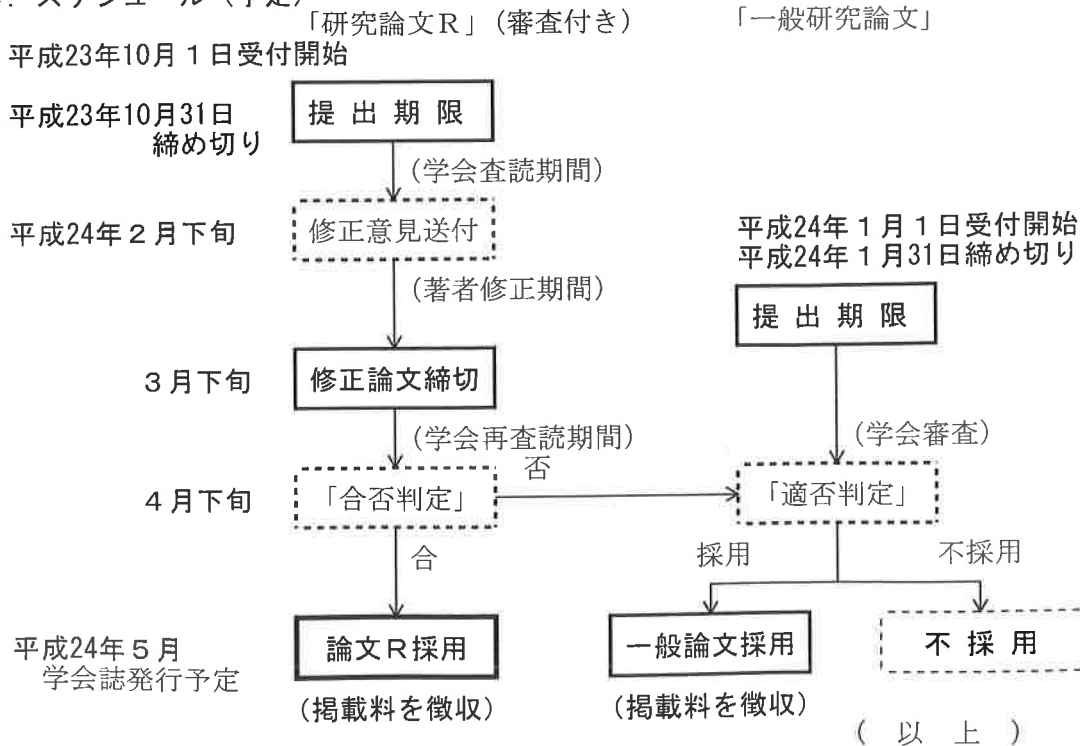 スケジュール（予定）
「研究論文Ｒ」（審査付き）
「一般研究論文」
平成23年10月１日受付開始
平成23年10月31日
締め切り
提 出 期 限
(学会査読期間)
平成24年２月下旬
修正意見送付
平成24年１月１日受付開始
平成24年１月31日締め切り
(著者修正期間)
提 出 期 限
３月下旬
修正論文締切
(学会再査読期間)
否
(学会審査)
４月下旬
「合否判定」
「適否判定」
合
採用
不採用
平成24年５月
学会誌発行予定
論文Ｒ採用
一般論文採用
不 採 用
(掲載料を徴収)
(掲載料を徴収)
( 以 上 )